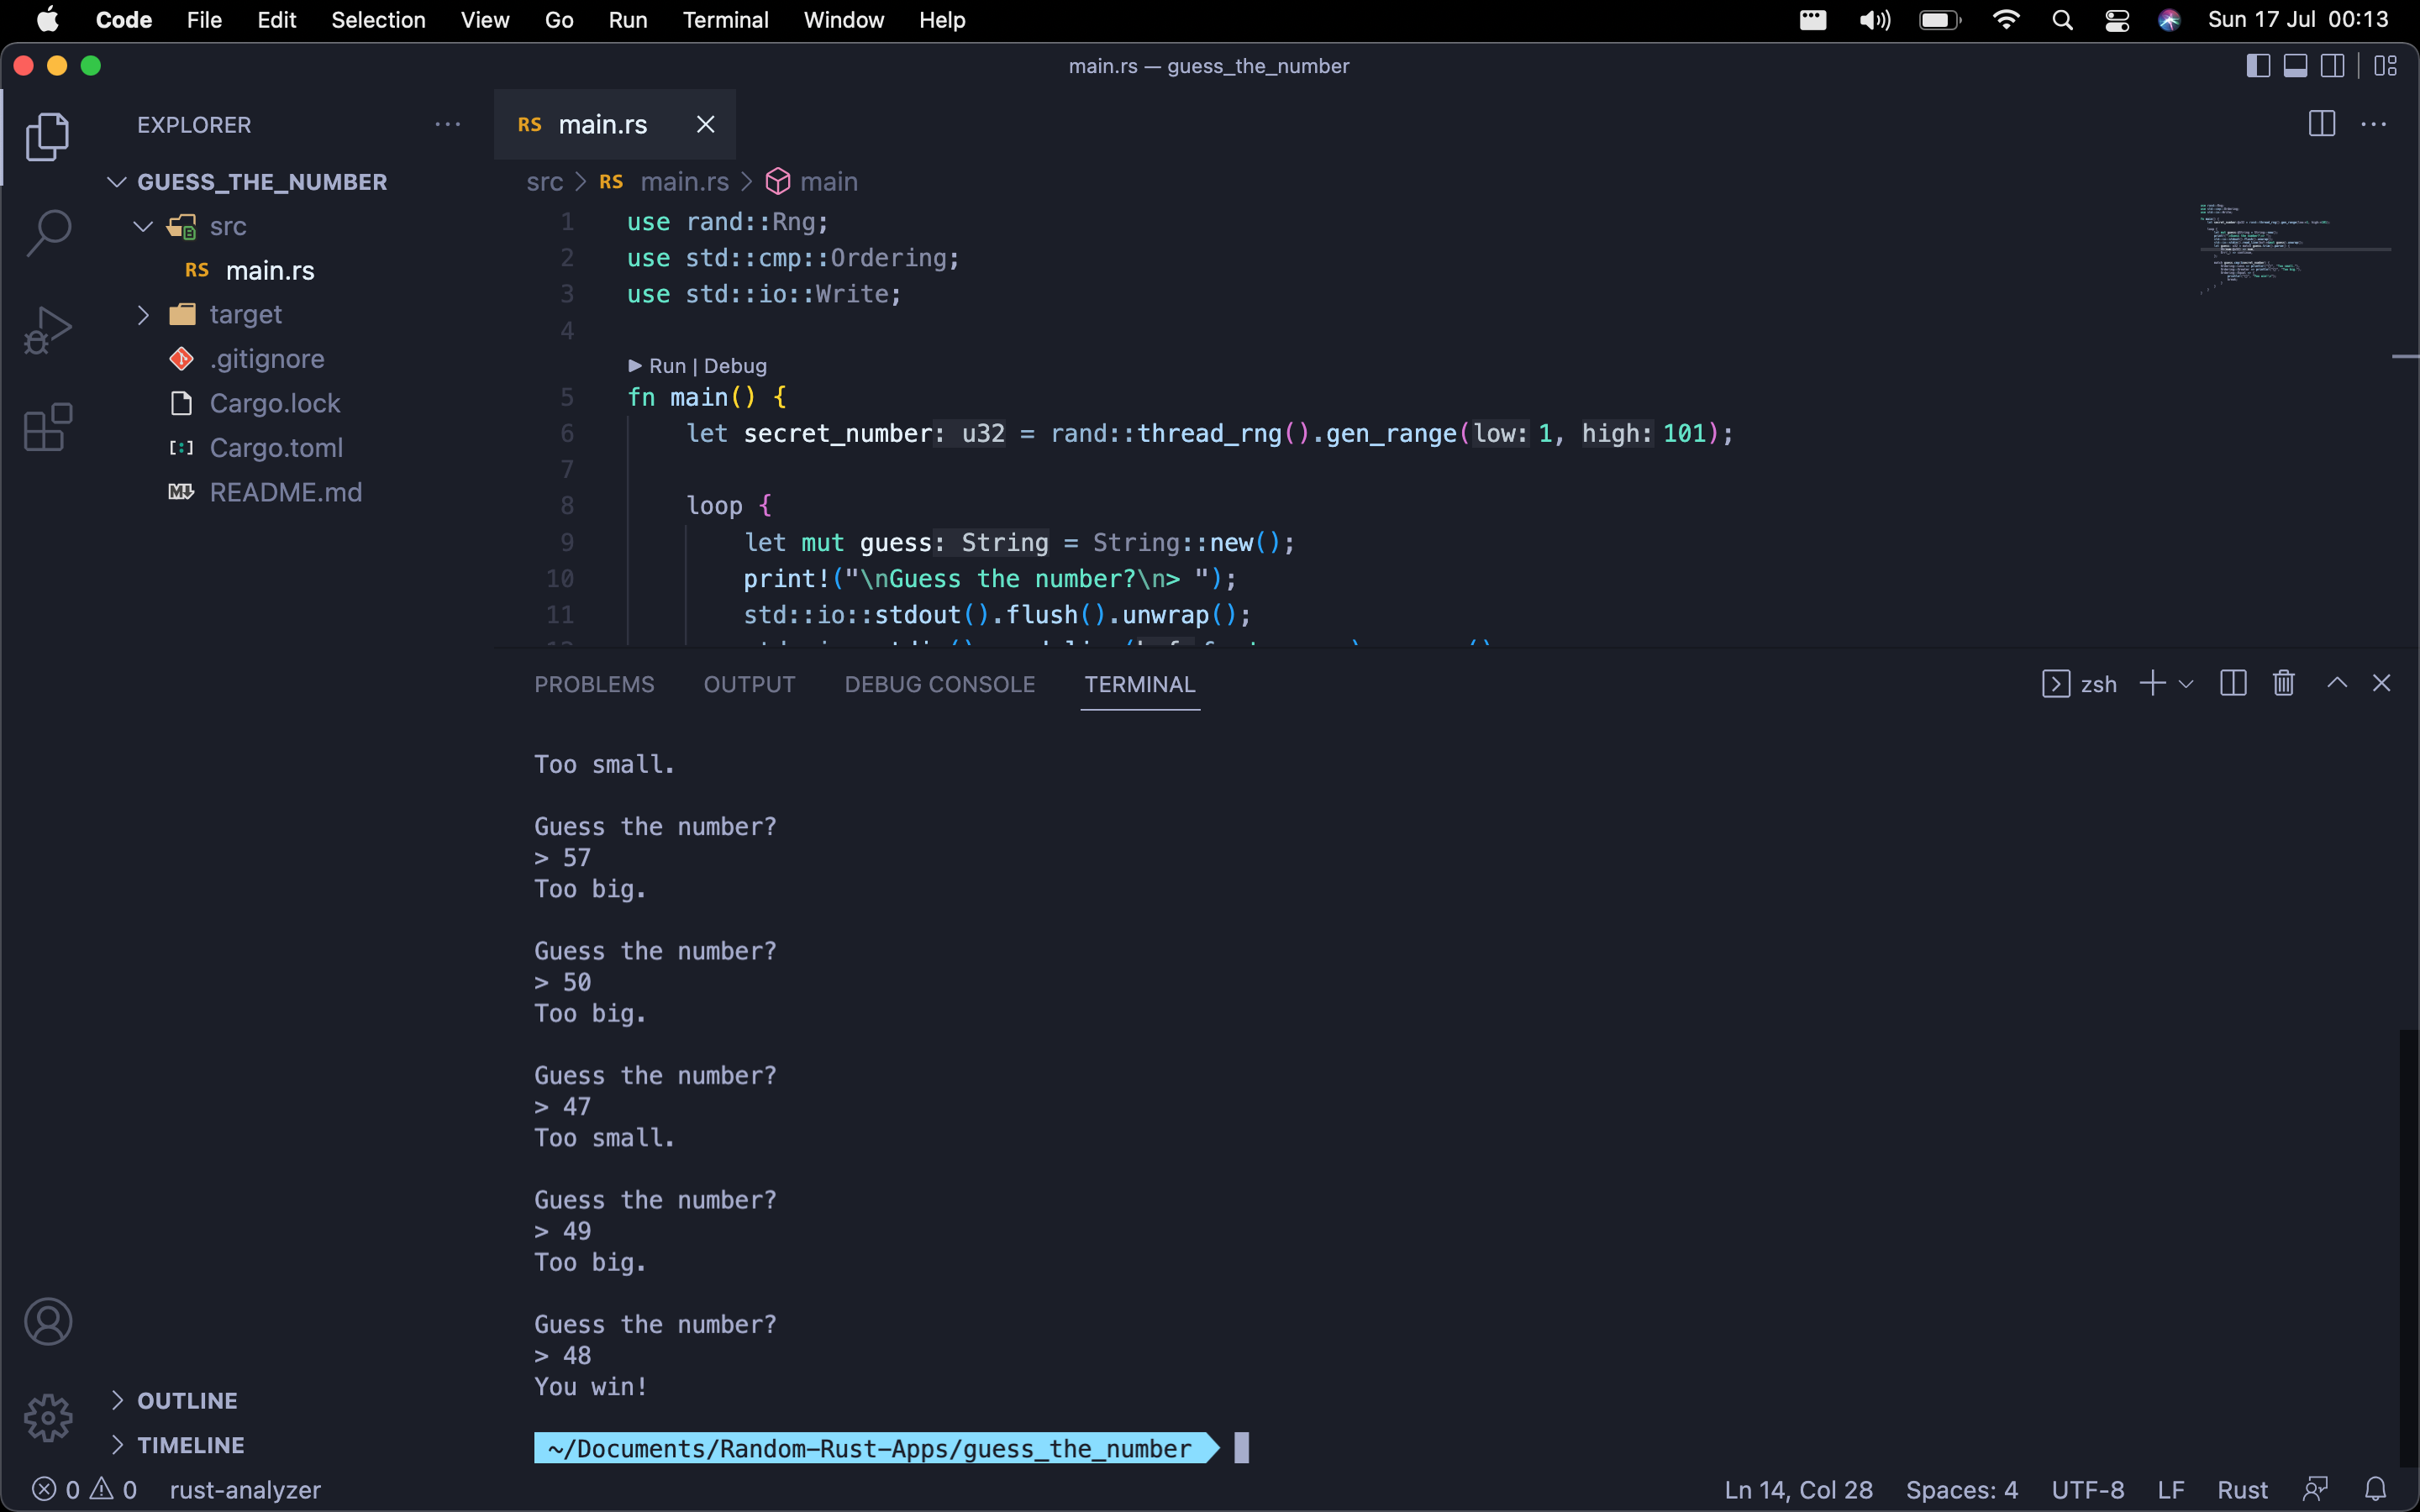 Code File Edit Selection View Go Run Terminal Window Help Sun 17 Jul 00:13
main.rs — guess_the_number
EXPLORER
GUESS_THE_NUMBER
src
RS main.rs
target
.gitignore
Cargo.lock
Cargo.toml
README.md
OUTLINE
TIMELINE
RS main.rs
src > RS main.rs > main
1 use rand::Rng;
2 use std::cmp::Ordering;
3 use std::io::Write;
4
Run | Debug
5 fn main() {
6 let secret_number: u32 = rand::thread_rng().gen_range(low: 1, high: 101);
7
8 loop {
9 let mut guess: String = String::new();
10 print!("\nGuess the number?\n> ");
11 std::io::stdout().flush().unwrap();
PROBLEMS OUTPUT DEBUG CONSOLE TERMINAL zsh
Too small.
Guess the number?
> 57
Too big.
Guess the number?
> 50
Too big.
Guess the number?
> 47
Too small.
Guess the number?
> 49
Too big.
Guess the number?
> 48
You win!
~/Documents/Random-Rust-Apps/guess_the_number
0 0 rust-analyzer Ln 14, Col 28 Spaces: 4 UTF-8 LF Rust